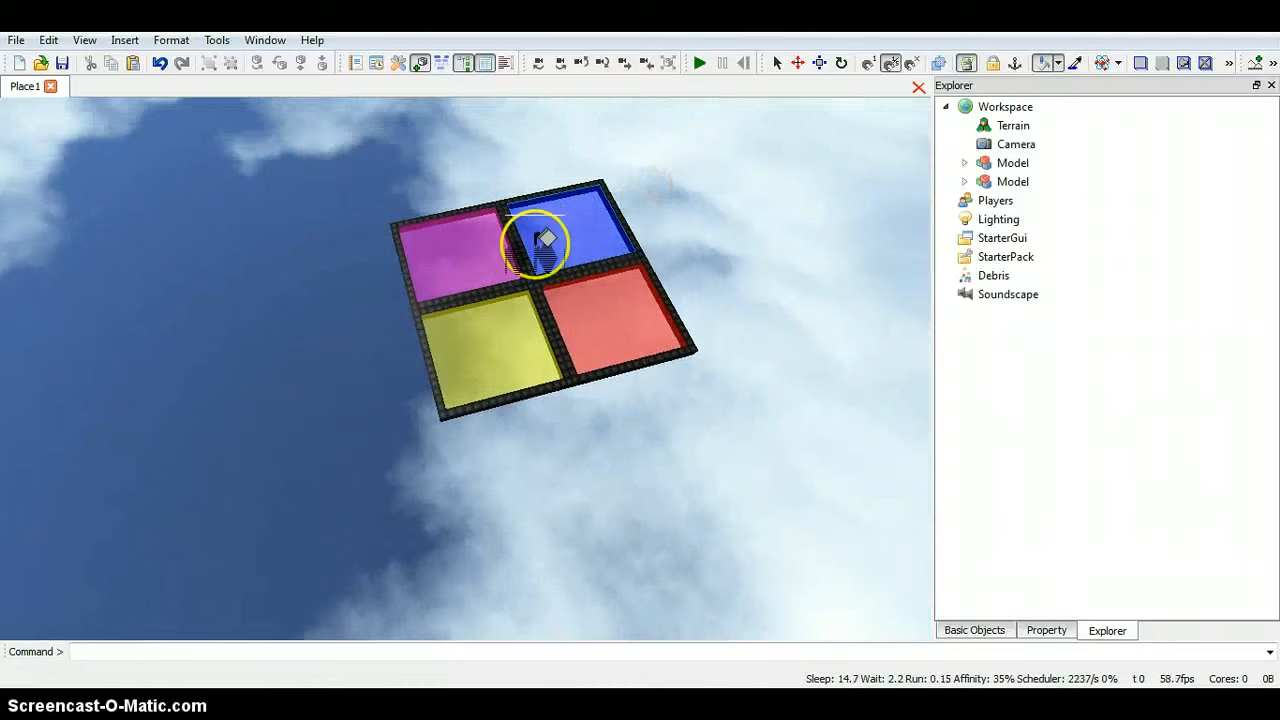 File Edit View Insert Format Tools Window Help
Place1
Explorer
Workspace
Terrain
Camera
Model
Model
Players
Lighting
StarterGui
StarterPack
Debris
Soundscape
Basic Objects Property Explorer
Command >
Sleep: 14.7 Wait: 2.2 Run: 0.15 Affinity: 35% Scheduler: 2237/s 0% t 0 58.7fps Cores: 0 0B
Screencast-O-Matic.com